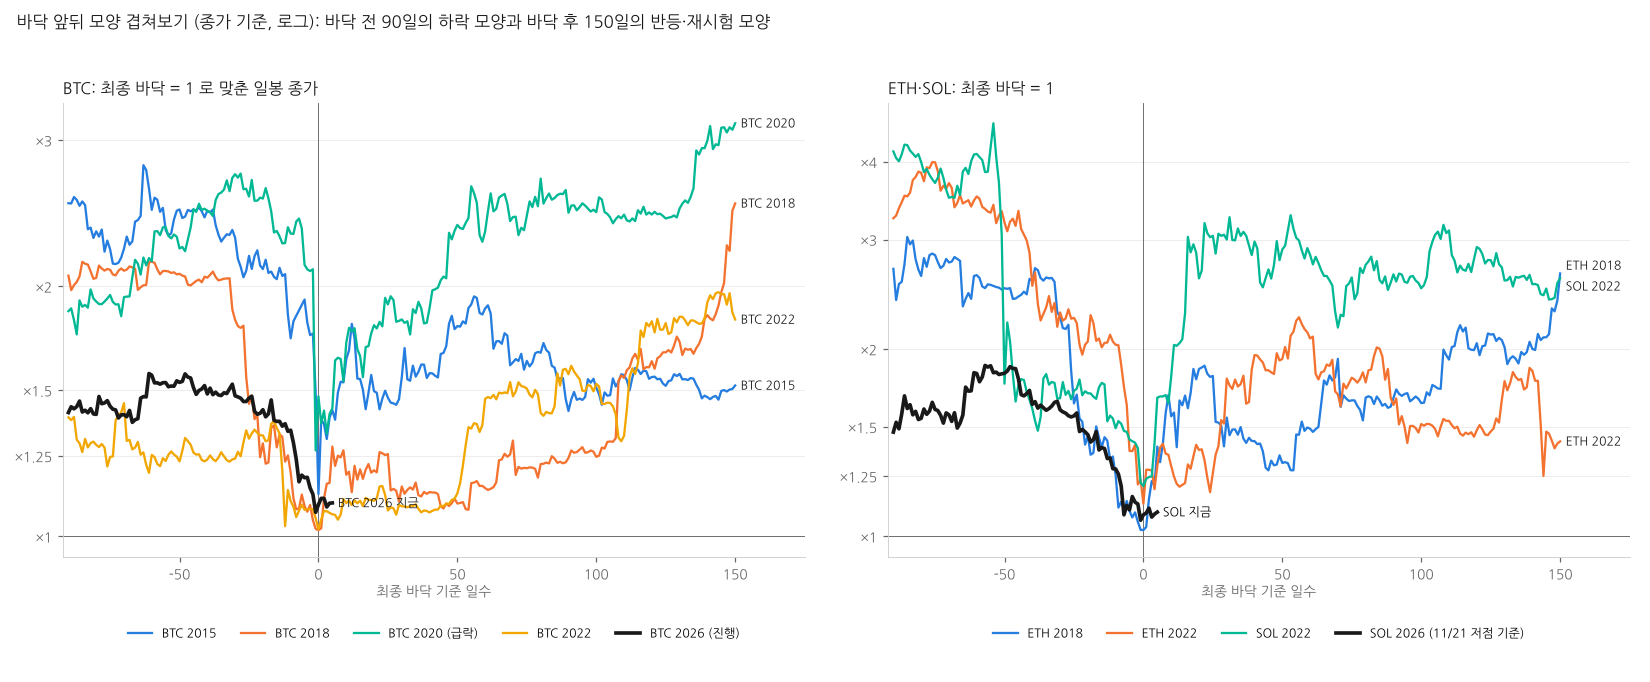 바닥 앞뒤 모양 겹쳐보기 (종가 기준, 로그): 바닥 전 90일의 하락 모양과 바닥 후 150일의 반등·재시험 모양
BTC: 최종 바닥 = 1 로 맞춘 일봉 종가
×3
×2
×1.5
×1.25
×1
BTC 2020
BTC 2018
BTC 2022
BTC 2015
BTC 2026 지금
-50
0
50
100
150
최종 바닥 기준 일수
BTC 2015
BTC 2018
BTC 2020 (급락)
BTC 2022
BTC 2026 (진행)
ETH·SOL: 최종 바닥 = 1
×4
×3
×2
×1.5
×1.25
×1
ETH 2018
SOL 2022
ETH 2022
SOL 지금
-50
0
50
100
150
최종 바닥 기준 일수
ETH 2018
ETH 2022
SOL 2022
SOL 2026 (11/21 저점 기준)